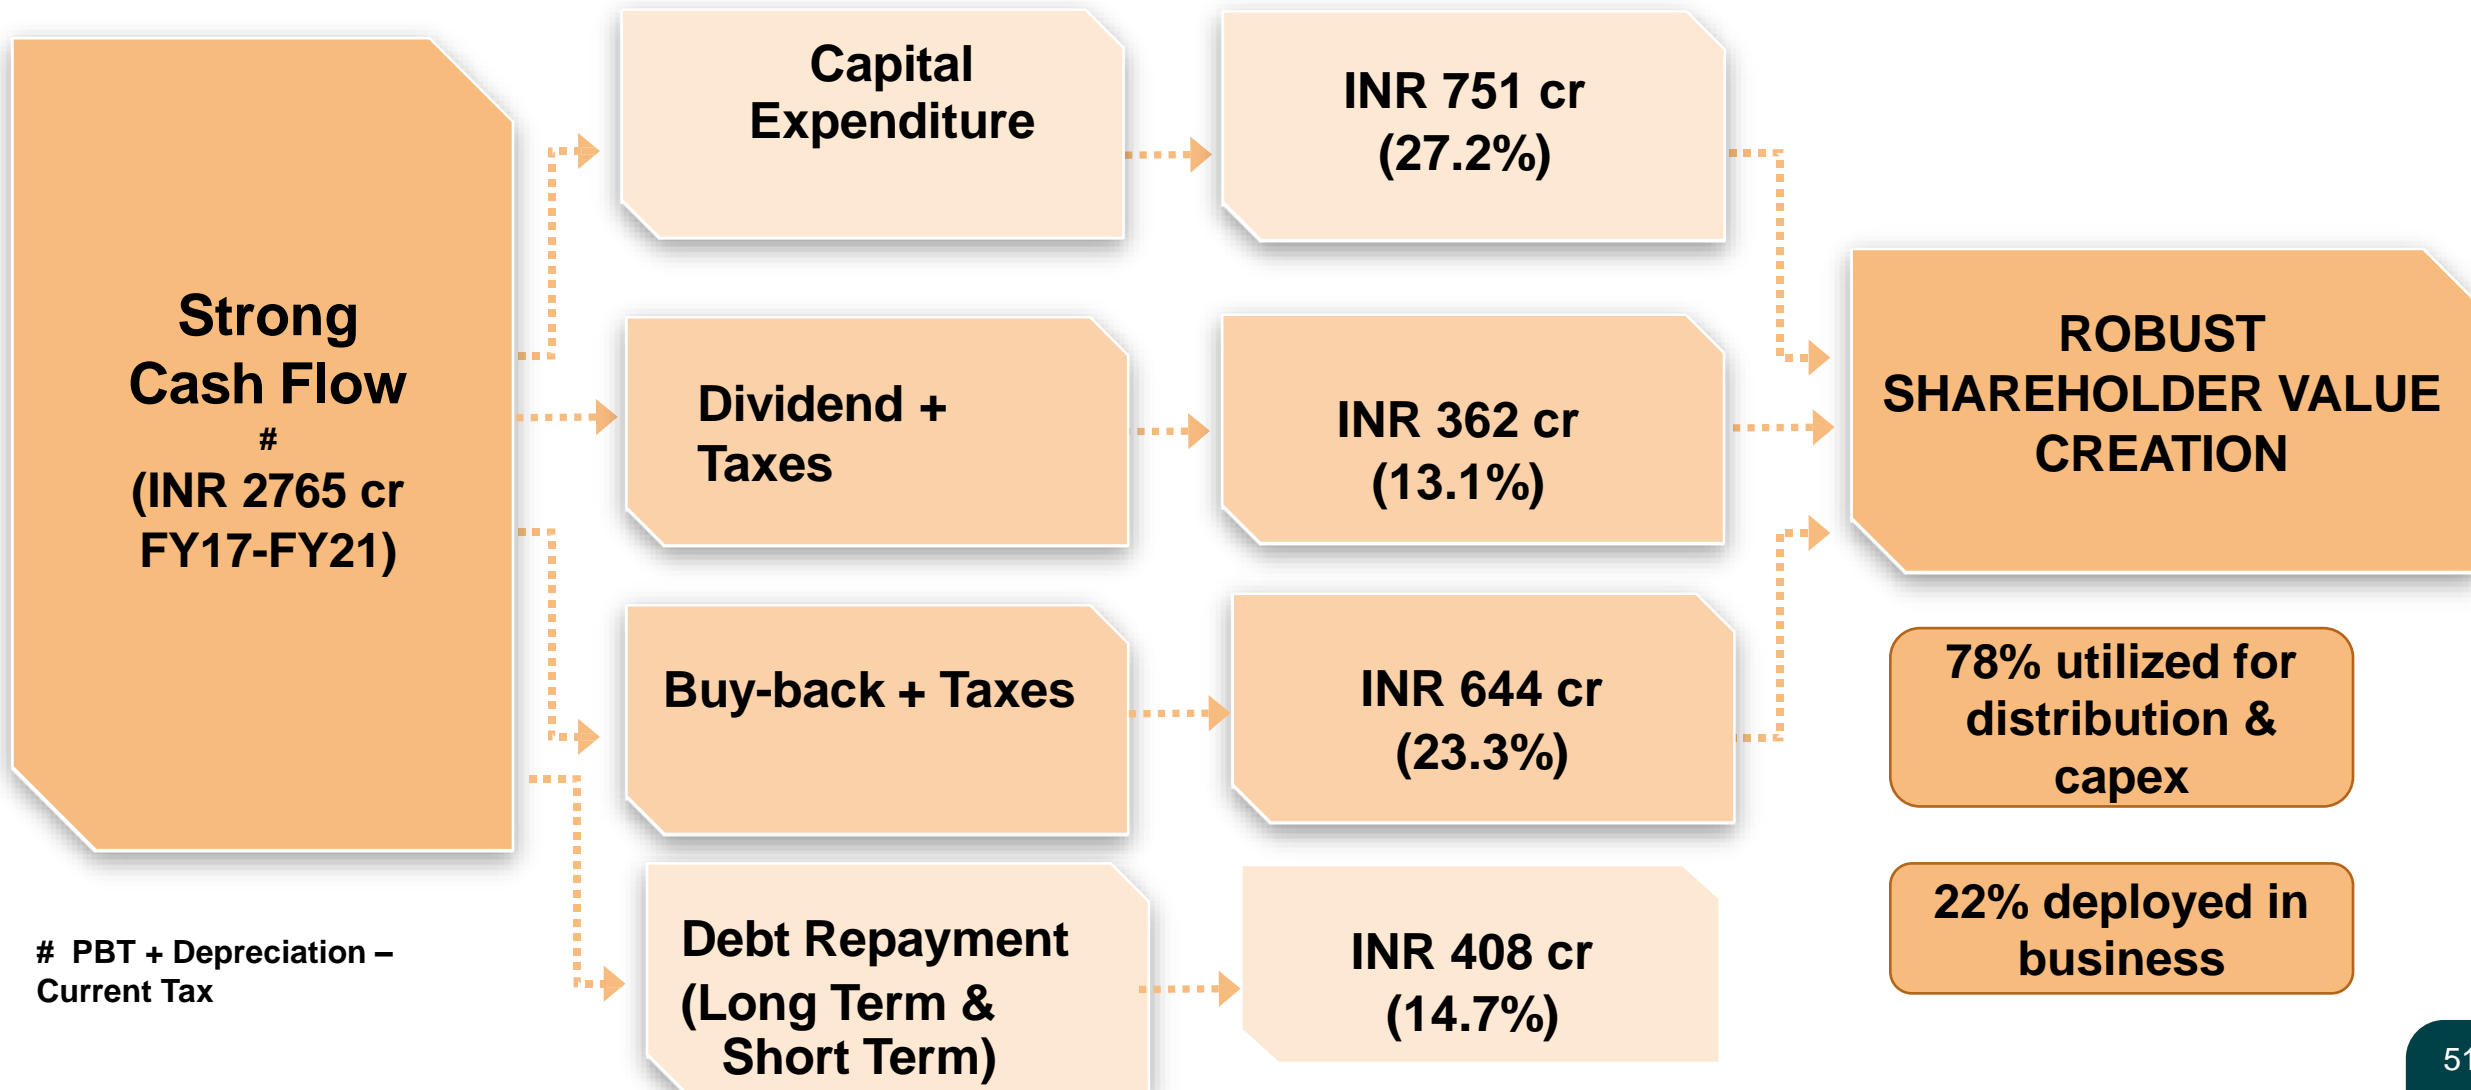 Strong
Cash Flow
#
(INR 2765 cr
FY17-FY21)
Capital
Expenditure
INR 751 cr
(27.2%)
Dividend +
Taxes
INR 362 cr
(13.1%)
Buy-back + Taxes
INR 644 cr
(23.3%)
Debt Repayment
(Long Term &
Short Term)
INR 408 cr
(14.7%)
ROBUST
SHAREHOLDER VALUE
CREATION
78% utilized for
distribution &
capex
22% deployed in
business
# PBT + Depreciation –
Current Tax
51